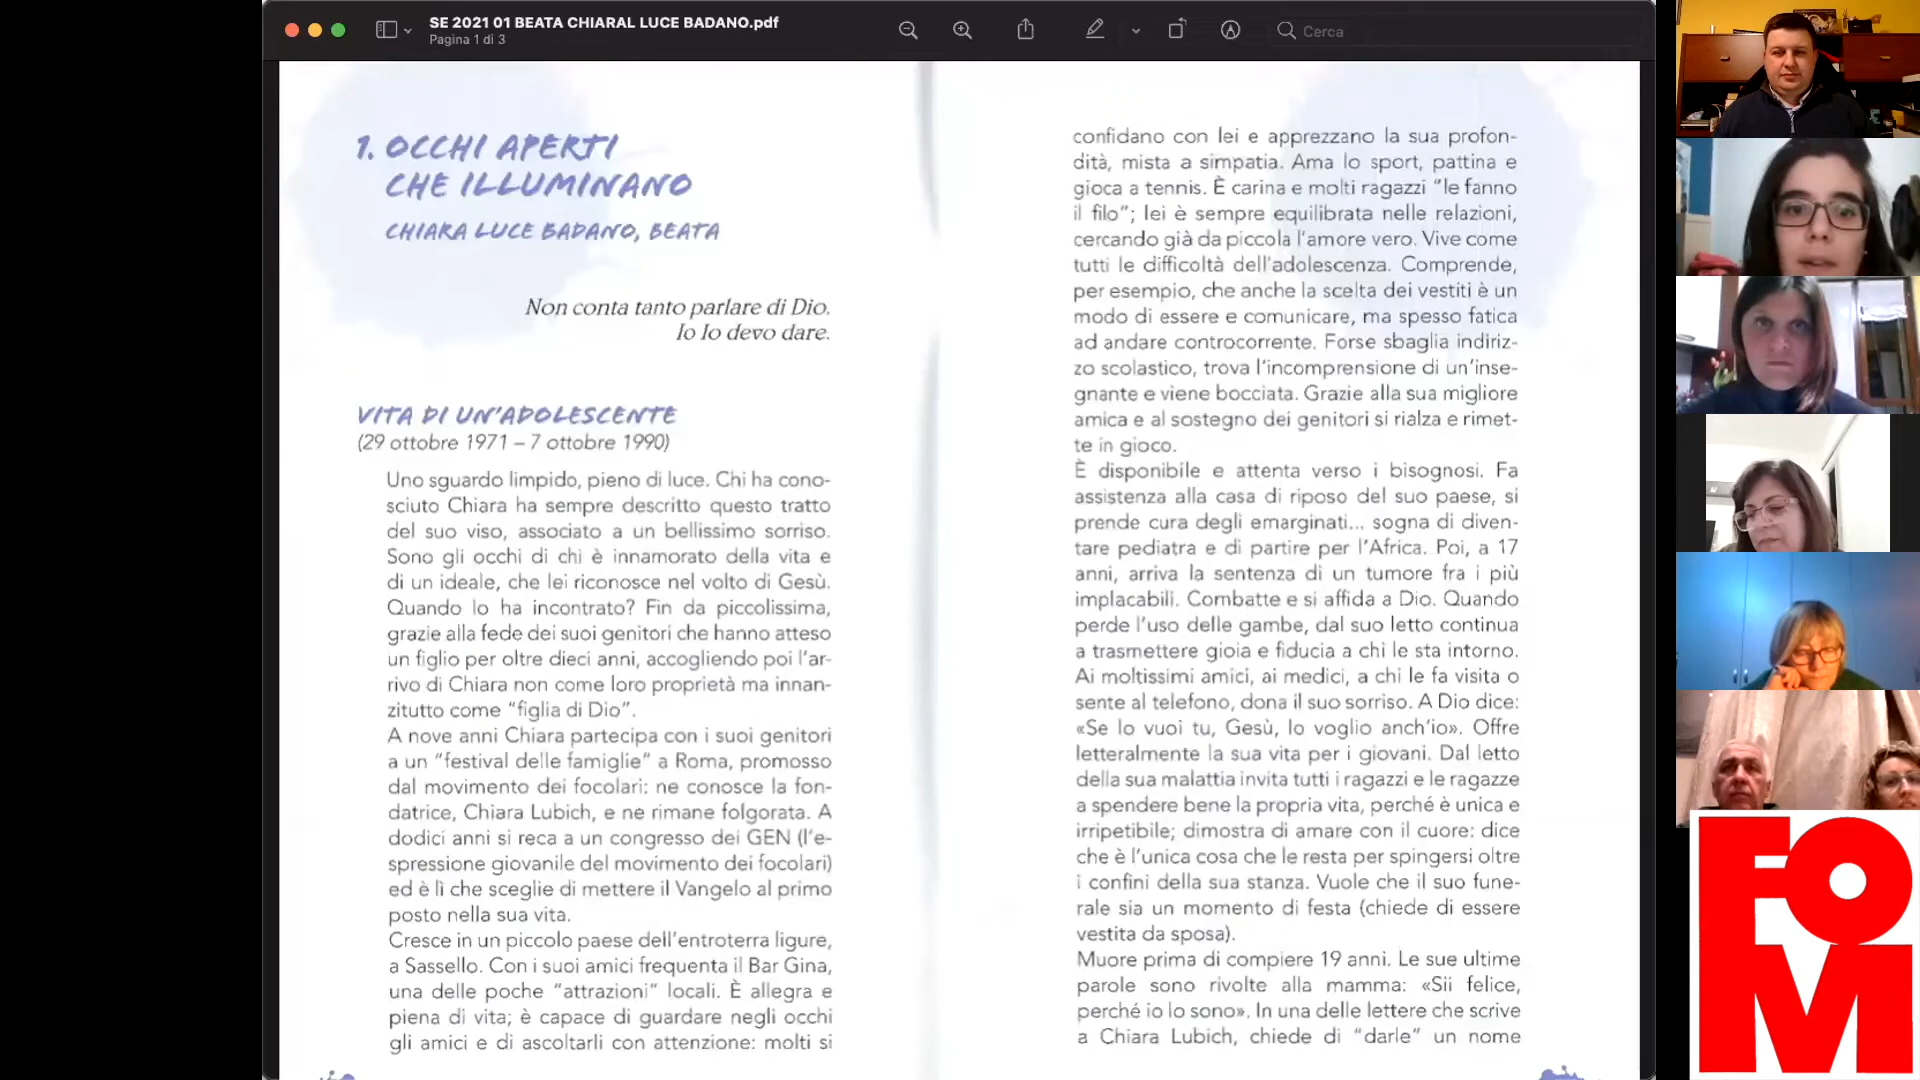 SE 2021 01 BEATA CHIARAL LUCE BADANO.pdf
Pagina 1 di 3
Cerca
1. OCCHI APERTI
CHE ILLUMINANO
CHIARA LUCE BADANO, BEATA
Non conta tanto parlare di Dio.
Io lo devo dare.
VITA DI UN'ADOLESCENTE
(29 ottobre 1971 – 7 ottobre 1990)
Uno sguardo limpido, pieno di luce. Chi ha cono-
sciuto Chiara ha sempre descritto questo tratto
del suo viso, associato a un bellissimo sorriso.
Sono gli occhi di chi è innamorato della vita e
di un ideale, che lei riconosce nel volto di Gesù.
Quando lo ha incontrato? Fin da piccolissima,
grazie alla fede dei suoi genitori che hanno atteso
un figlio per oltre dieci anni, accogliendo poi l'ar-
rivo di Chiara non come loro proprietà ma innan-
zitutto come "figlia di Dio".
A nove anni Chiara partecipa con i suoi genitori
a un "festival delle famiglie" a Roma, promosso
dal movimento dei focolari: ne conosce la fon-
datrice, Chiara Lubich, e ne rimane folgorata. A
dodici anni si reca a un congresso dei GEN (l'e-
spressione giovanile del movimento dei focolari)
ed è lì che sceglie di mettere il Vangelo al primo
posto nella sua vita.
Cresce in un piccolo paese dell'entroterra ligure,
a Sassello. Con i suoi amici frequenta il Bar Gina,
una delle poche "attrazioni" locali. È allegra e
piena di vita; è capace di guardare negli occhi
gli amici e di ascoltarli con attenzione: molti si
confidano con lei e apprezzano la sua profon-
dità, mista a simpatia. Ama lo sport, pattina e
gioca a tennis. È carina e molti ragazzi "le fanno
il filo"; lei è sempre equilibrata nelle relazioni,
cercando già da piccola l'amore vero. Vive come
tutti le difficoltà dell'adolescenza. Comprende,
per esempio, che anche la scelta dei vestiti è un
modo di essere e comunicare, ma spesso fatica
ad andare controcorrente. Forse sbaglia indiriz-
zo scolastico, trova l'incomprensione di un'inse-
gnante e viene bocciata. Grazie alla sua migliore
amica e al sostegno dei genitori si rialza e rimet-
te in gioco.
È disponibile e attenta verso i bisognosi. Fa
assistenza alla casa di riposo del suo paese, si
prende cura degli emarginati... sogna di diven-
tare pediatra e di partire per l'Africa. Poi, a 17
anni, arriva la sentenza di un tumore fra i più
implacabili. Combatte e si affida a Dio. Quando
perde l'uso delle gambe, dal suo letto continua
a trasmettere gioia e fiducia a chi le sta intorno.
Ai moltissimi amici, ai medici, a chi le fa visita o
sente al telefono, dona il suo sorriso. A Dio dice:
«Se lo vuoi tu, Gesù, lo voglio anch'io». Offre
letteralmente la sua vita per i giovani. Dal letto
della sua malattia invita tutti i ragazzi e le ragazze
a spendere bene la propria vita, perché è unica e
irripetibile; dimostra di amare con il cuore: dice
che è l'unica cosa che le resta per spingersi oltre
i confini della sua stanza. Vuole che il suo fune-
rale sia un momento di festa (chiede di essere
vestita da sposa).
Muore prima di compiere 19 anni. Le sue ultime
parole sono rivolte alla mamma: «Sii felice,
perché io lo sono». In una delle lettere che scrive
a Chiara Lubich, chiede di "darle" un nome
FOM